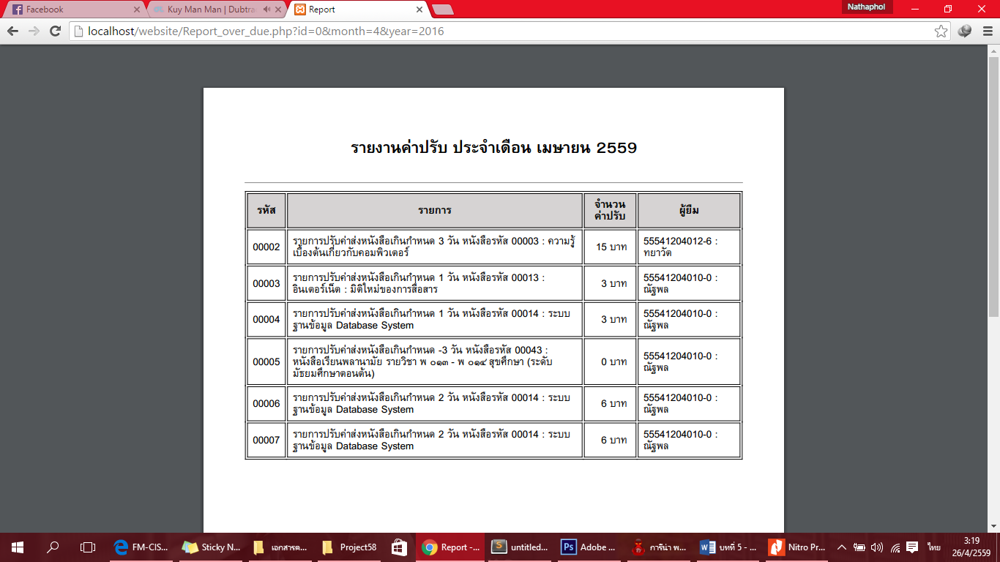 Facebook
Kuy Man Man | Dubtra
Report
Nathaphol
localhost/website/Report_over_due.php?id=0&month=4&year=2016
รายงานค่าปรับ ประจำเดือน เมษายน 2559
รหัส
รายการ
จำนวน
ค่าปรับ
ผู้ยืม
00002
รายการปรับค่าส่งหนังสือเกินกำหนด 3 วัน หนังสือรหัส 00003 : ความรู้
เบื้องต้นเกี่ยวกับคอมพิวเตอร์
15 บาท
55541204012-6 :
ทยาวัต
00003
รายการปรับค่าส่งหนังสือเกินกำหนด 1 วัน หนังสือรหัส 00013 :
อินเตอร์เน็ต : มิติใหม่ของการสื่อสาร
3 บาท
55541204010-0 :
ณัฐพล
00004
รายการปรับค่าส่งหนังสือเกินกำหนด 1 วัน หนังสือรหัส 00014 : ระบบ
ฐานข้อมูล Database System
3 บาท
55541204010-0 :
ณัฐพล
00005
รายการปรับค่าส่งหนังสือเกินกำหนด -3 วัน หนังสือรหัส 00043 :
หนังสือเรียนพลานามัย รายวิชา พ ๐๑๓ - พ ๐๑๔ สุขศึกษา (ระดับ
มัธยมศึกษาตอนต้น)
0 บาท
55541204010-0 :
ณัฐพล
00006
รายการปรับค่าส่งหนังสือเกินกำหนด 2 วัน หนังสือรหัส 00014 : ระบบ
ฐานข้อมูล Database System
6 บาท
55541204010-0 :
ณัฐพล
00007
รายการปรับค่าส่งหนังสือเกินกำหนด 2 วัน หนังสือรหัส 00014 : ระบบ
ฐานข้อมูล Database System
6 บาท
55541204010-0 :
ณัฐพล
FM-CIS...
Sticky N...
เอกสารด...
Project58
Report -...
untitled...
Adobe ...
การีน่า พ...
บทที่ 5 - ...
Nitro Pr...
ไทย
3:19
26/4/2559